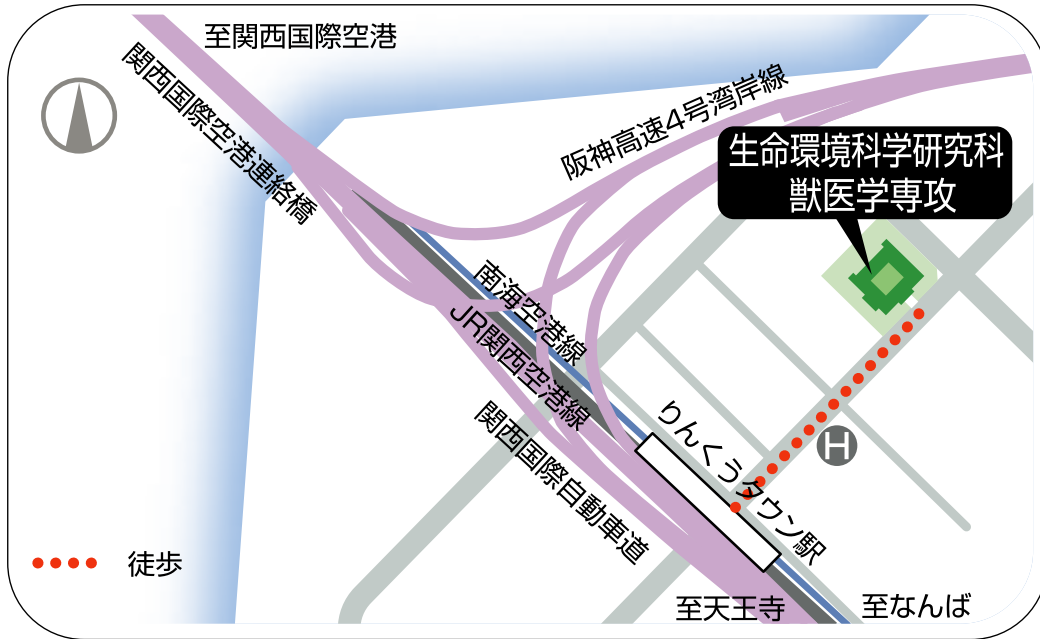 至関西国際空港
関西国際空港連絡橋
阪神高速4号湾岸線
生命環境科学研究科
獣医学専攻
南海空港線
JR関西空港線
関西国際自動車道
りんくうタウン駅
H
徒歩
至天王寺
至なんば